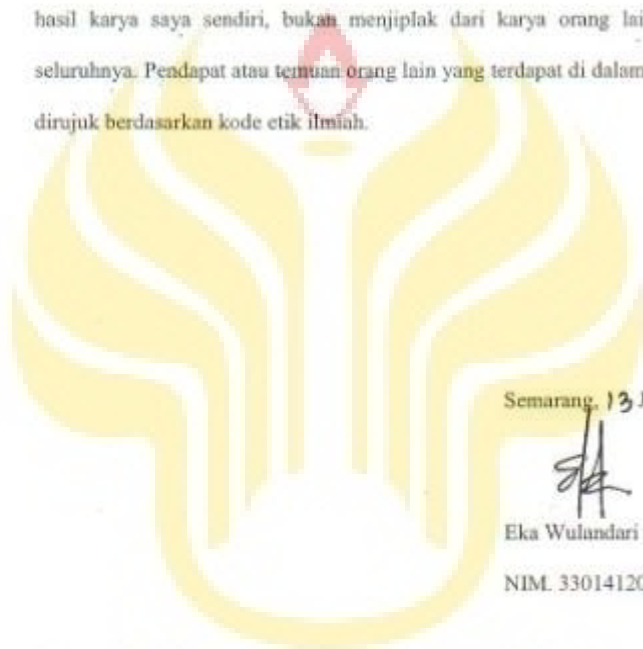 hasil karya saya sendiri, bukan menjiplak dari karya orang lai
seluruhnya. Pendapat atau temuan orang lain yang terdapat di dalam
dirujuk berdasarkan kode etik ilmiah.
Semarang, 13 J
Eka Wulandari
NIM. 33014120